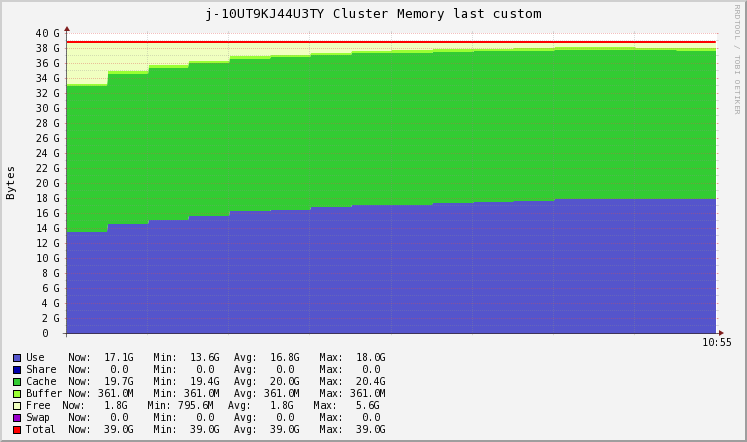 j-10UT9KJ44U3TY Cluster Memory last custom
RRDTOOL / TOBI OETIKER
Bytes
40 G
38 G
36 G
34 G
32 G
30 G
28 G
26 G
24 G
22 G
20 G
18 G
16 G
14 G
12 G
10 G
8 G
6 G
4 G
2 G
0
10:55
Use Now: 17.1G Min: 13.6G Avg: 16.8G Max: 18.0G
Share Now: 0.0 Min: 0.0 Avg: 0.0 Max: 0.0
Cache Now: 19.7G Min: 19.4G Avg: 20.0G Max: 20.4G
Buffer Now: 361.0M Min: 361.0M Avg: 361.0M Max: 361.0M
Free Now: 1.8G Min: 795.6M Avg: 1.8G Max: 5.6G
Swap Now: 0.0 Min: 0.0 Avg: 0.0 Max: 0.0
Total Now: 39.0G Min: 39.0G Avg: 39.0G Max: 39.0G